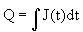 Q = ∫J(t)dt